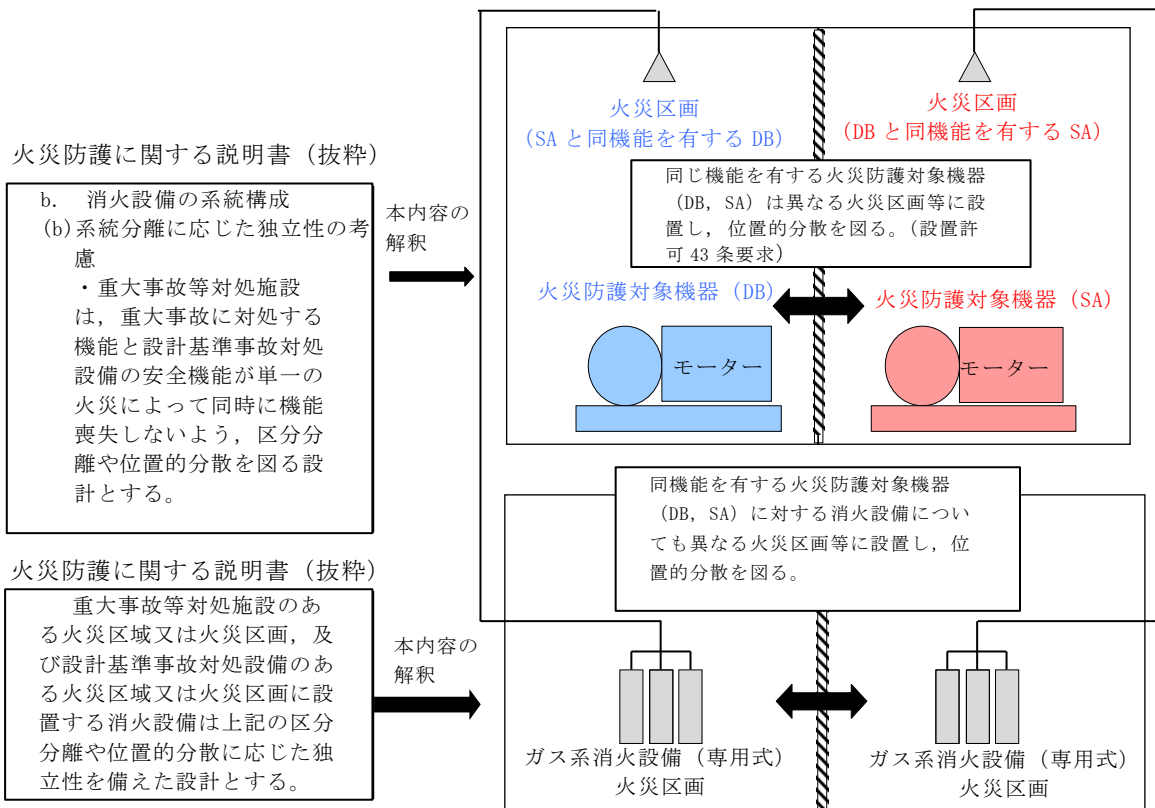 火災防護に関する説明書（抜粋）
b.　消火設備の系統構成
(b)系統分離に応じた独立性の考
慮
・重大事故等対処施設
は，重大事故に対処する
機能と設計基準事故対処
設備の安全機能が単一の
火災によって同時に機能
喪失しないよう，区分分
離や位置的分散を図る設
計とする。
本内容の
解釈
火災区画
（SA と同機能を有する DB）
火災区画
（DB と同機能を有する SA）
同じ機能を有する火災防護対象機器
（DB，SA）は異なる火災区画等に設
置し，位置的分散を図る。（設置許
可 43 条要求）
火災防護対象機器（DB）
火災防護対象機器（SA）
モーター
モーター
火災防護に関する説明書（抜粋）
重大事故等対処施設のあ
る火災区域又は火災区画，及
び設計基準事故対処設備のあ
る火災区域又は火災区画に設
置する消火設備は上記の区分
分離や位置的分散に応じた独
立性を備えた設計とする。
本内容の
解釈
同機能を有する火災防護対象機器
（DB，SA）に対する消火設備につい
ても異なる火災区画等に設置し，位
置的分散を図る。
ガス系消火設備（専用式）
火災区画
ガス系消火設備（専用式）
火災区画